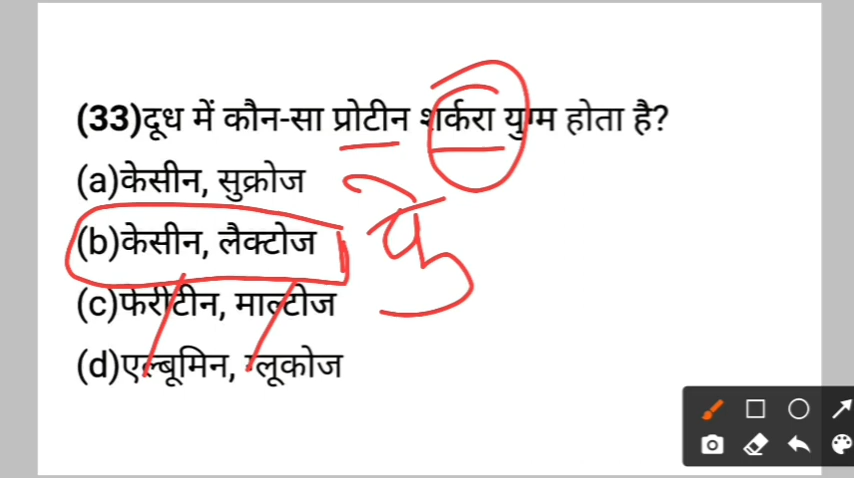 (33)दूध में कौन-सा प्रोटीन शर्करा युग्म होता है?
(a)केसीन, सुक्रोज
(b)केसीन, लैक्टोज
(c)फेरीटीन, माल्टोज
(d)एल्बूमिन, ग्लूकोज